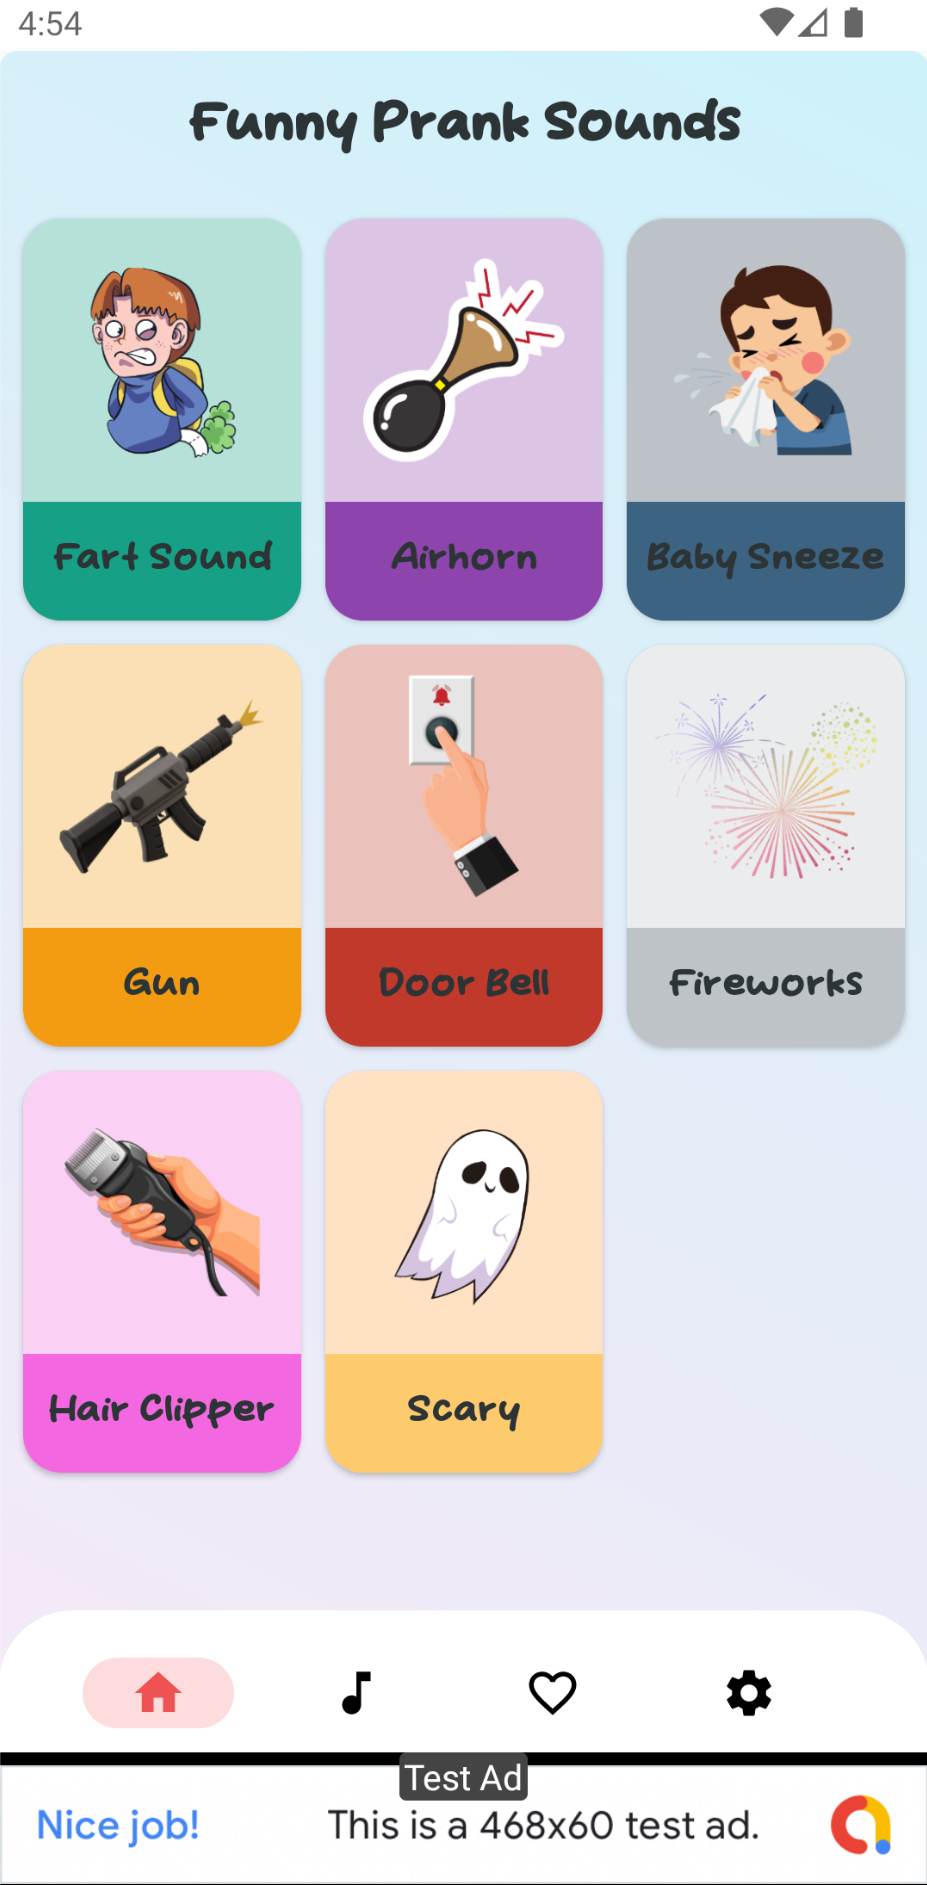 4:54
Funny Prank Sounds
Fart Sound
Airhorn
Baby Sneeze
Gun
Door Bell
Fireworks
Hair Clipper
Scary
Test Ad
Nice job!
This is a 468x60 test ad.